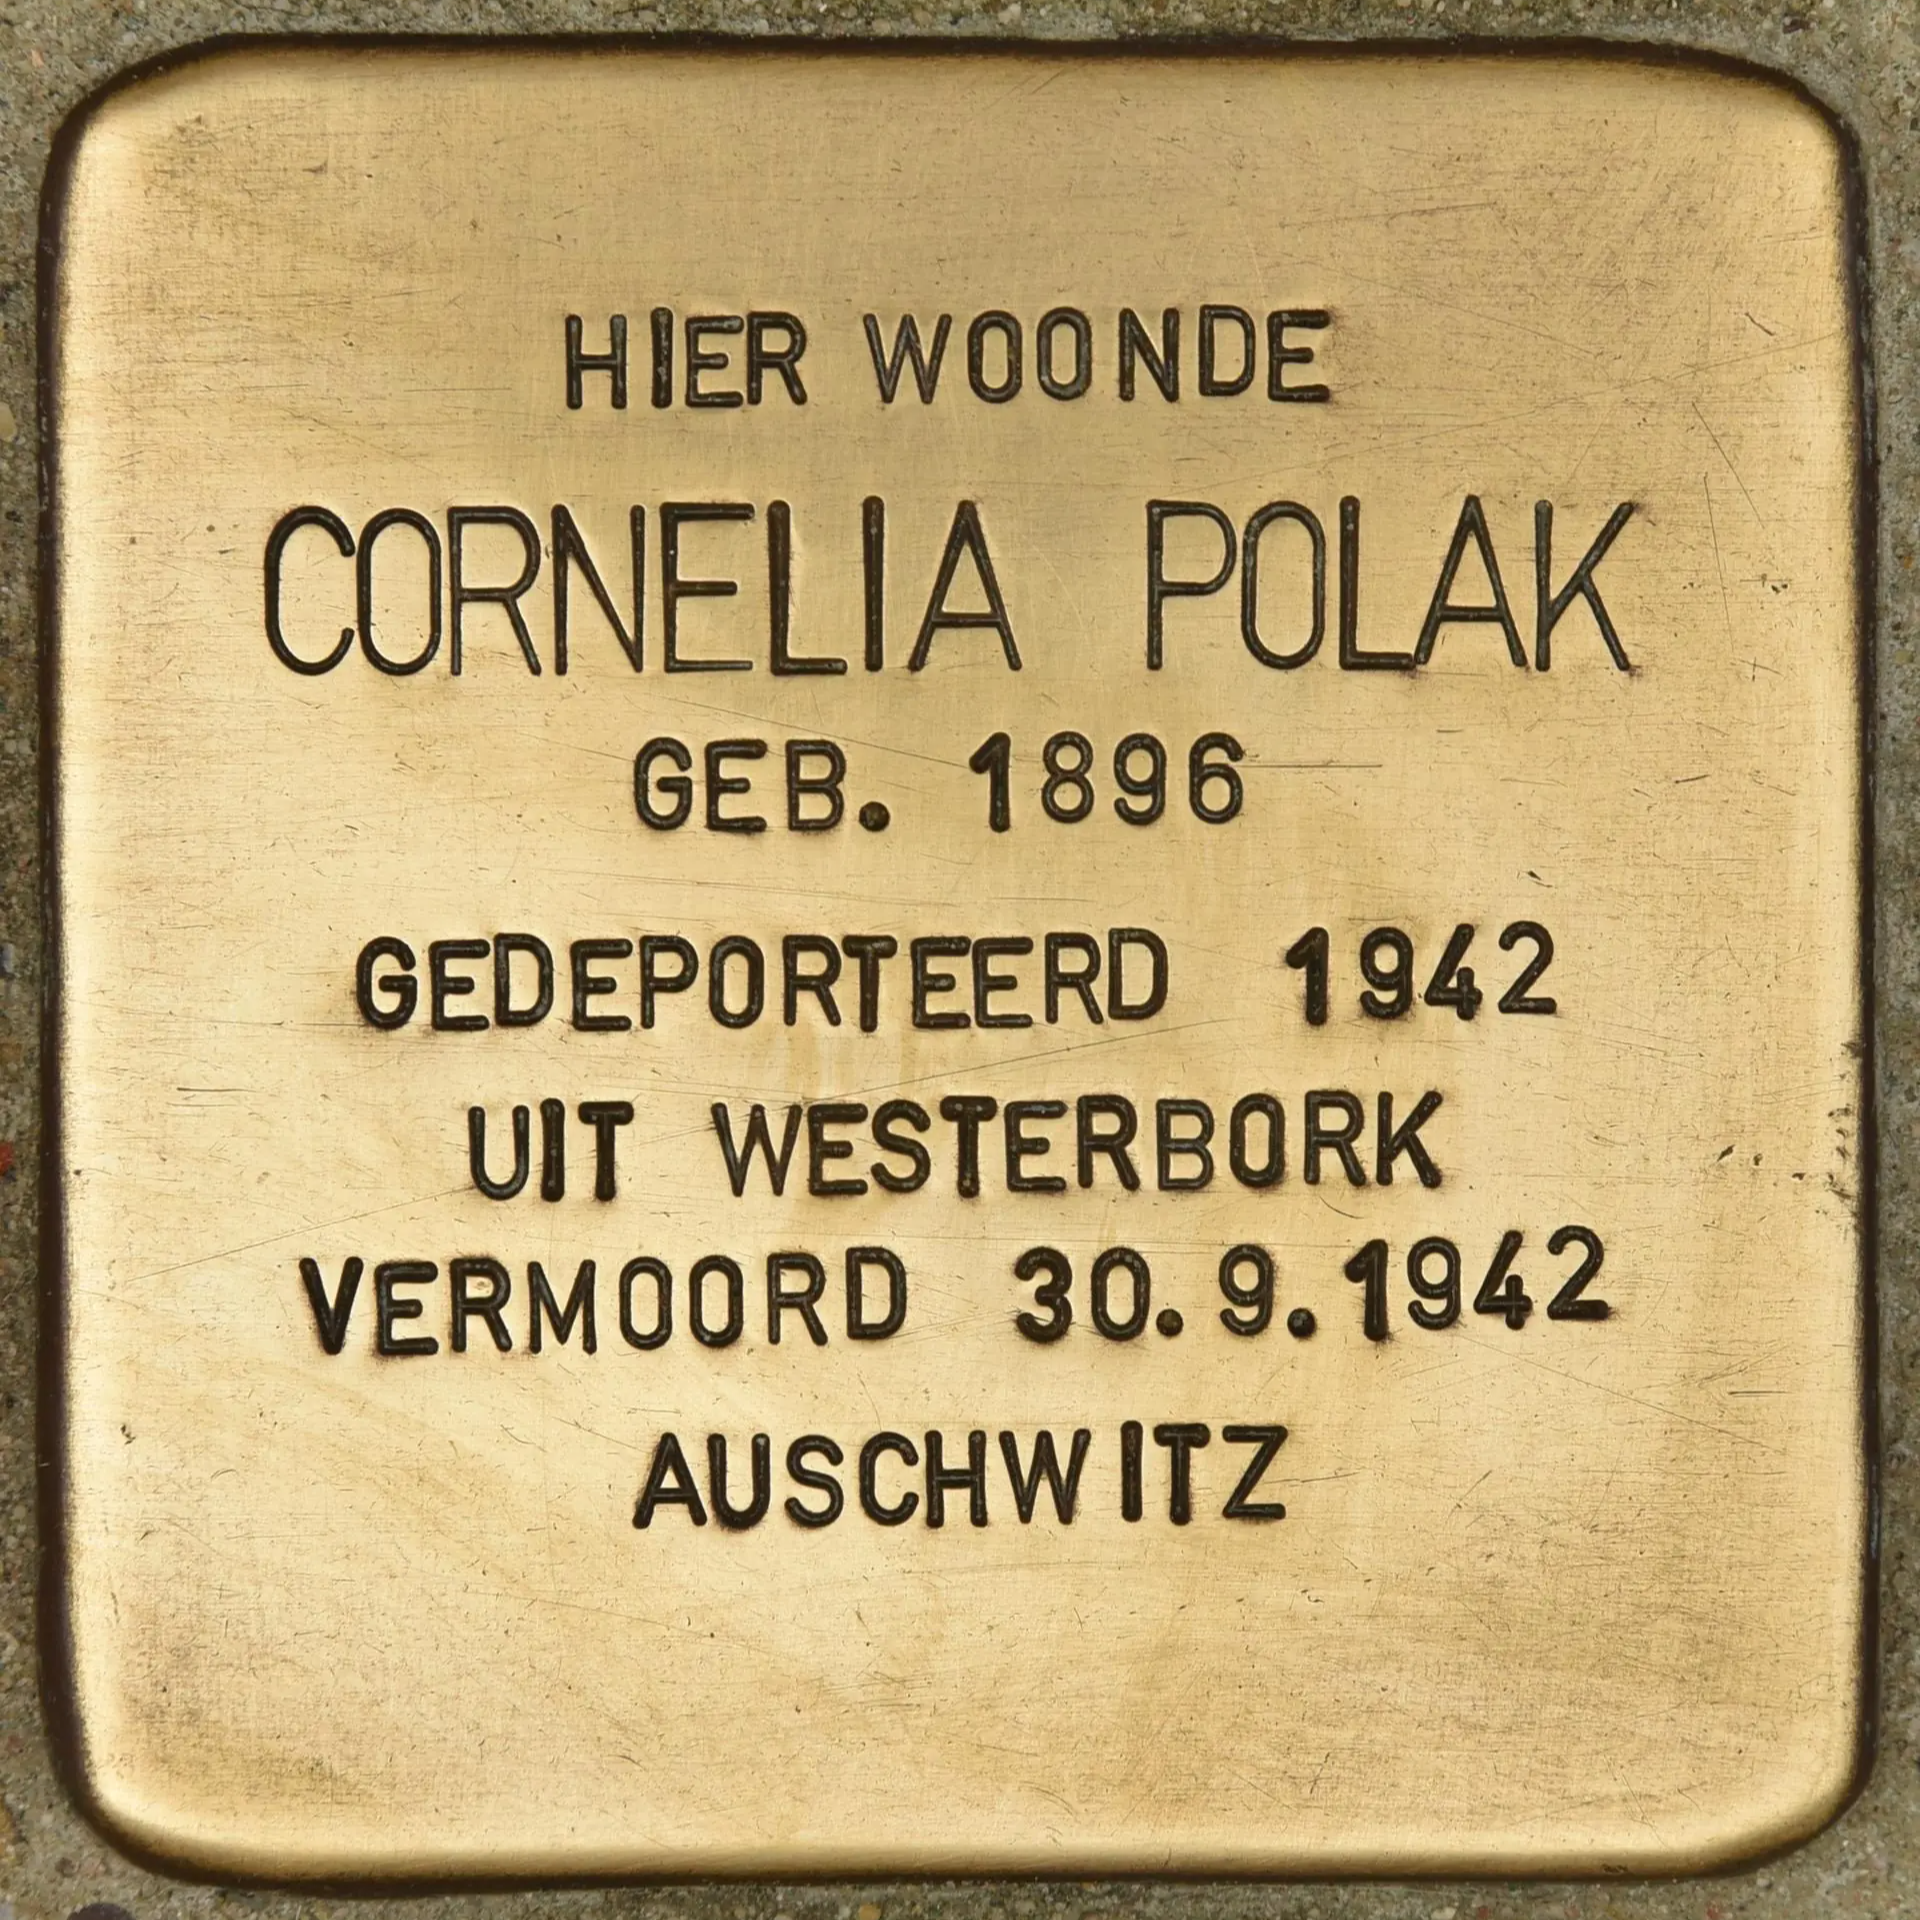 HIER WOONDE
CORNELIA POLAK
GEB. 1896
GEDEPORTEERD 1942
UIT WESTERBORK
VERMOORD 30.9.1942
AUSCHWITZ